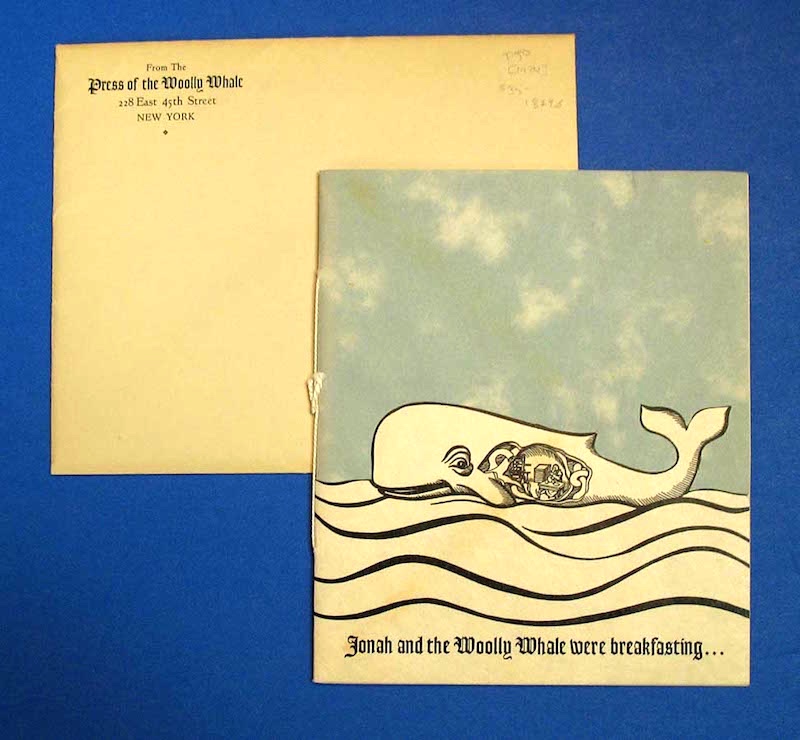 From The
Press of the Woolly Whale
228 East 45th Street
NEW YORK
Jonah and the Woolly Whale were breakfasting...